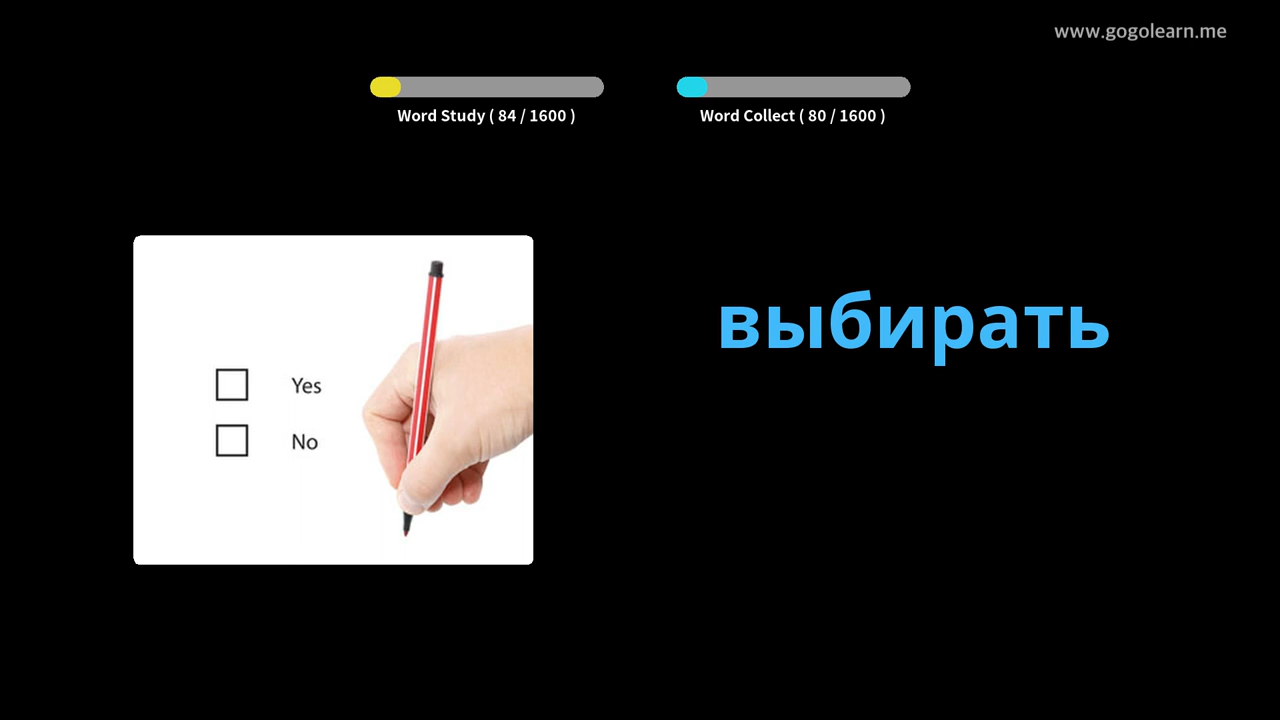 www.gogolearn.me
Word Study ( 84 / 1600 )
Word Collect ( 80 / 1600 )
выбирать
Yes
No